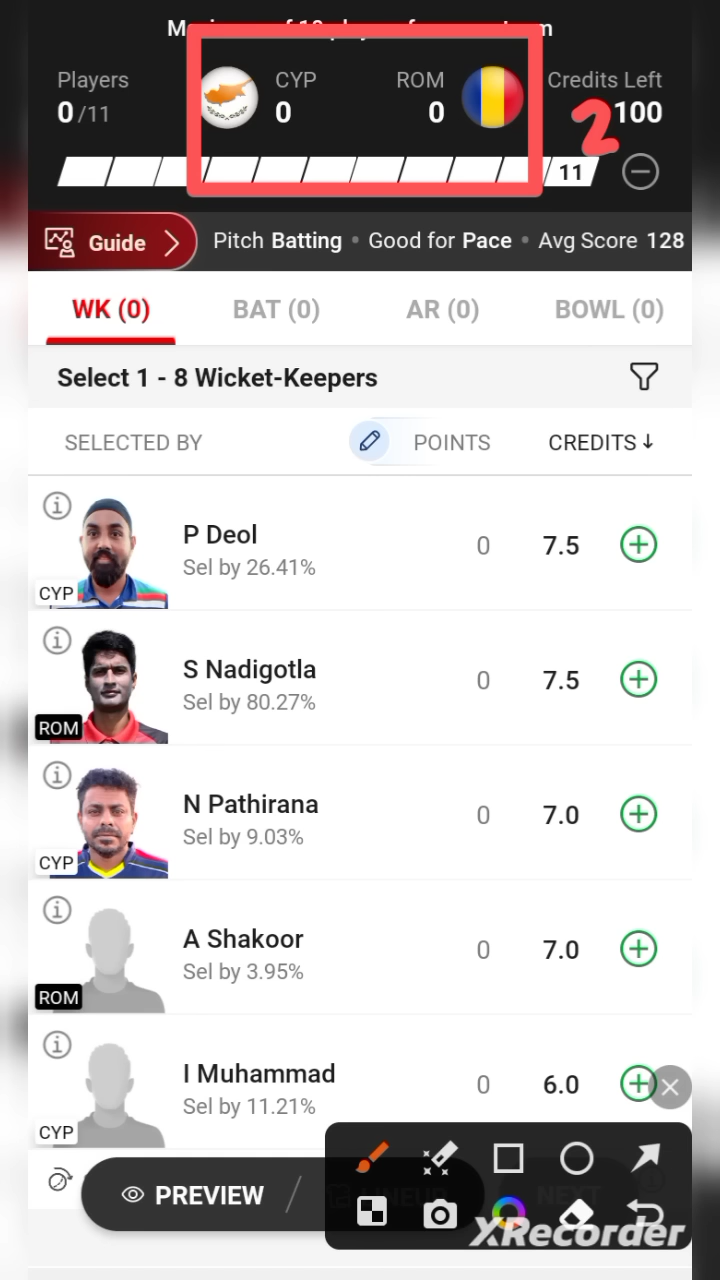 Players
0/11
CYP
0
ROM
0
Credits Left
100
2
11
Guide
Pitch Batting • Good for Pace • Avg Score 128
WK (0)
BAT (0)
AR (0)
BOWL (0)
Select 1 - 8 Wicket-Keepers
SELECTED BY
POINTS
CREDITS↓
P Deol
Sel by 26.41%
CYP
0
7.5
S Nadigotla
Sel by 80.27%
ROM
0
7.5
N Pathirana
Sel by 9.03%
CYP
0
7.0
A Shakoor
Sel by 3.95%
ROM
0
7.0
I Muhammad
Sel by 11.21%
CYP
0
6.0
PREVIEW
LINEUP
NEXT
XRecorder